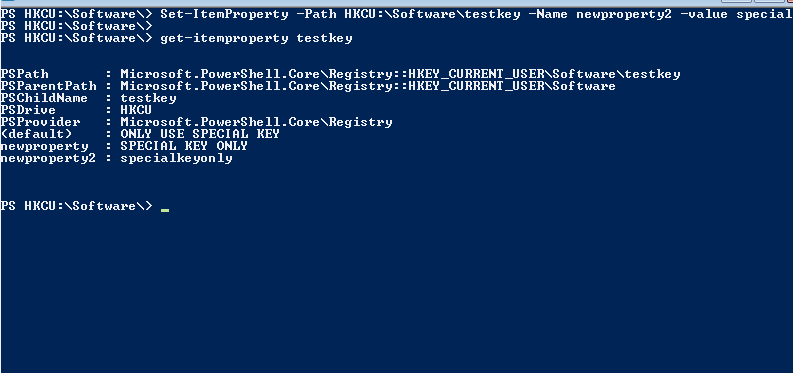 PS HKCU:\Software\> Set-ItemProperty -Path HKCU:\Software\testkey -Name newproperty2 -value special
PS HKCU:\Software\>
PS HKCU:\Software\> get-itemproperty testkey
PSPath       : Microsoft.PowerShell.Core\Registry::HKEY_CURRENT_USER\Software\testkey
PSParentPath : Microsoft.PowerShell.Core\Registry::HKEY_CURRENT_USER\Software
PSChildName  : testkey
PSDrive      : HKCU
PSProvider   : Microsoft.PowerShell.Core\Registry
(default)    : ONLY USE SPECIAL KEY
newproperty  : SPECIAL KEY ONLY
newproperty2 : specialkeyonly
PS HKCU:\Software\> _